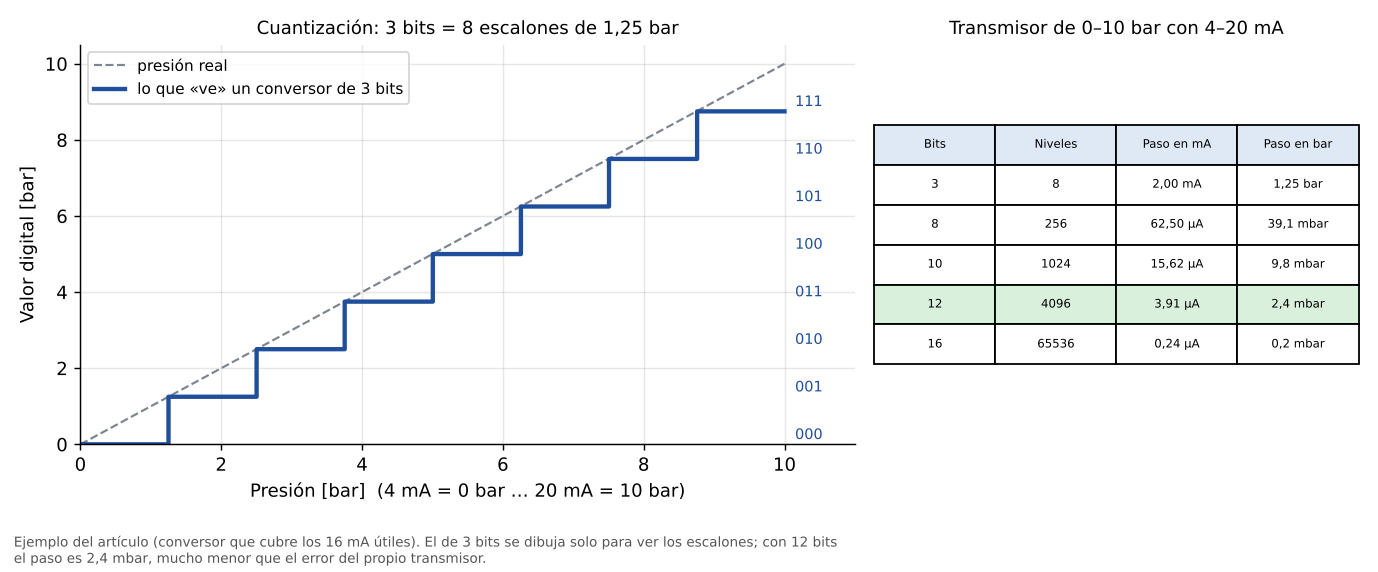 Cuantización: 3 bits = 8 escalones de 1,25 bar
presión real
lo que «ve» un conversor de 3 bits
Valor digital [bar]
10
8
6
4
2
0
111
110
101
100
011
010
001
000
0 2 4 6 8 10
Presión [bar] (4 mA = 0 bar ... 20 mA = 10 bar)
Transmisor de 0–10 bar con 4–20 mA
Bits Niveles Paso en mA Paso en bar
3 8 2,00 mA 1,25 bar
8 256 62,50 µA 39,1 mbar
10 1024 15,62 µA 9,8 mbar
12 4096 3,91 µA 2,4 mbar
16 65536 0,24 µA 0,2 mbar
Ejemplo del artículo (conversor que cubre los 16 mA útiles). El de 3 bits se dibuja solo para ver los escalones; con 12 bits
el paso es 2,4 mbar, mucho menor que el error del propio transmisor.